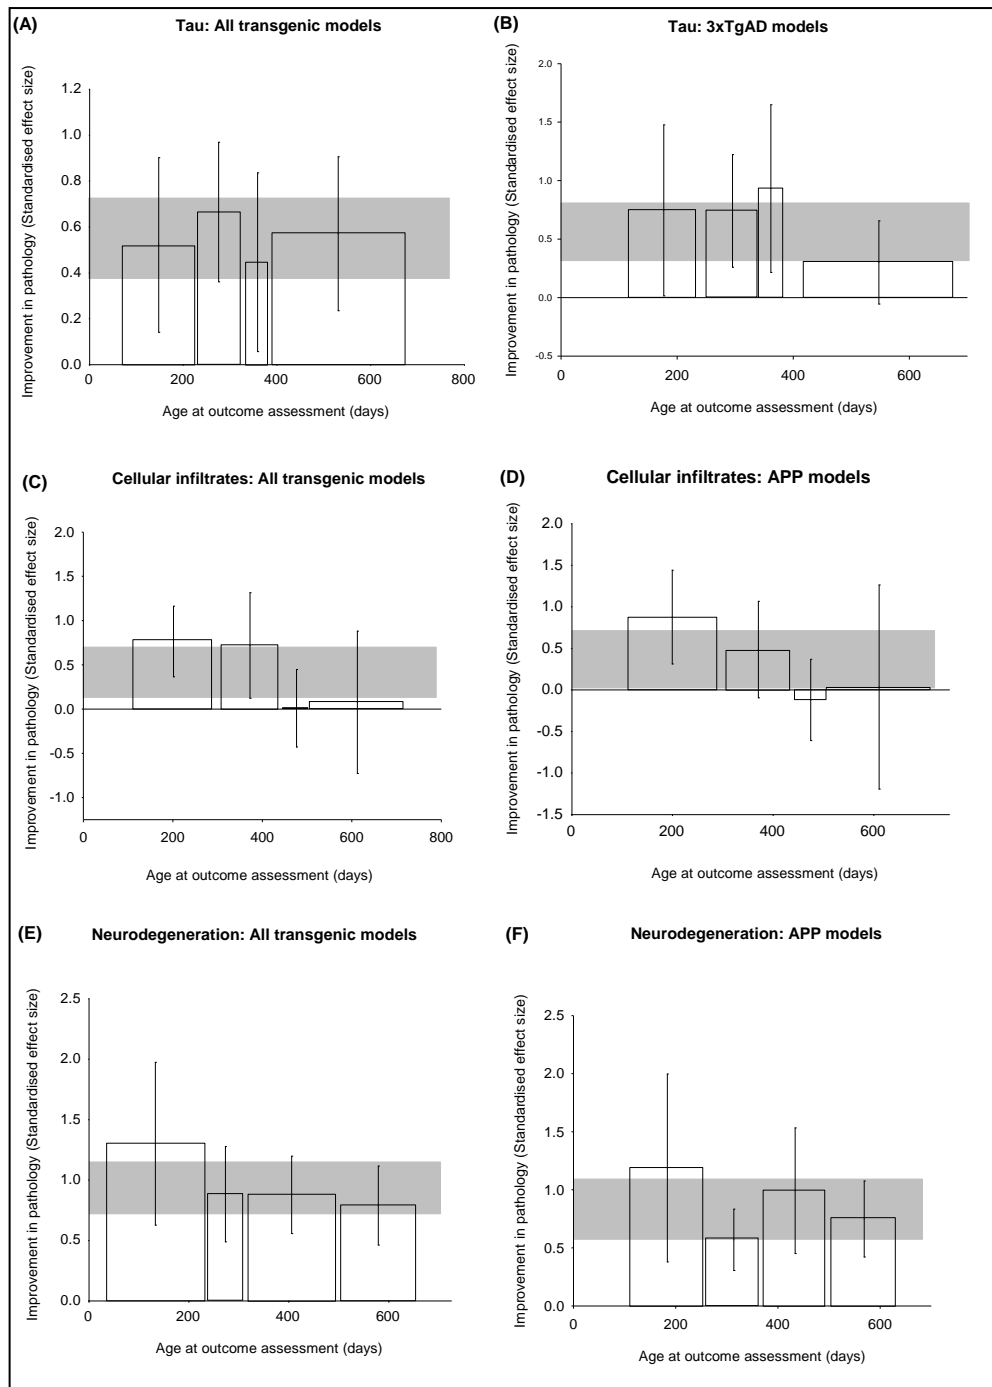 (A) Tau: All transgenic models
Improvement in pathology (Standardised effect size)
1.2
1.0
0.8
0.6
0.4
0.2
0.0
0 200 400 600 800
Age at outcome assessment (days)
(B) Tau: 3xTgAD models
Improvement in pathology (Standardised effect size)
2.0
1.5
1.0
0.5
0.0
-0.5
0 200 400 600
Age at outcome assessment (days)
(C) Cellular infiltrates: All transgenic models
Improvement in pathology (Standardised effect size)
2.0
1.5
1.0
0.5
0.0
-0.5
-1.0
0 200 400 600 800
Age at outcome assessment (days)
(D) Cellular infiltrates: APP models
Improvement in pathology (Standardised effect size)
2.0
1.5
1.0
0.5
0.0
-0.5
-1.0
-1.5
0 200 400 600
Age at outcome assessment (days)
(E) Neurodegeneration: All transgenic models
Improvement in pathology (Standardised effect size)
2.5
2.0
1.5
1.0
0.5
0.0
0 200 400 600
Age at outcome assessment (days)
(F) Neurodegeneration: APP models
Improvement in pathology (Standardised effect size)
2.5
2.0
1.5
1.0
0.5
0.0
0 200 400 600
Age at outcome assessment (days)